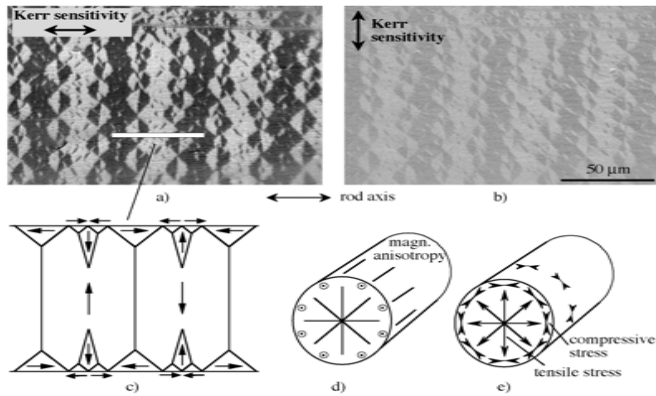 Kerr sensitivity
Kerr
sensitivity
50 µm
a)
rod axis
b)
magn.
anisotropy
compressive
stress
tensile stress
c)
d)
e)